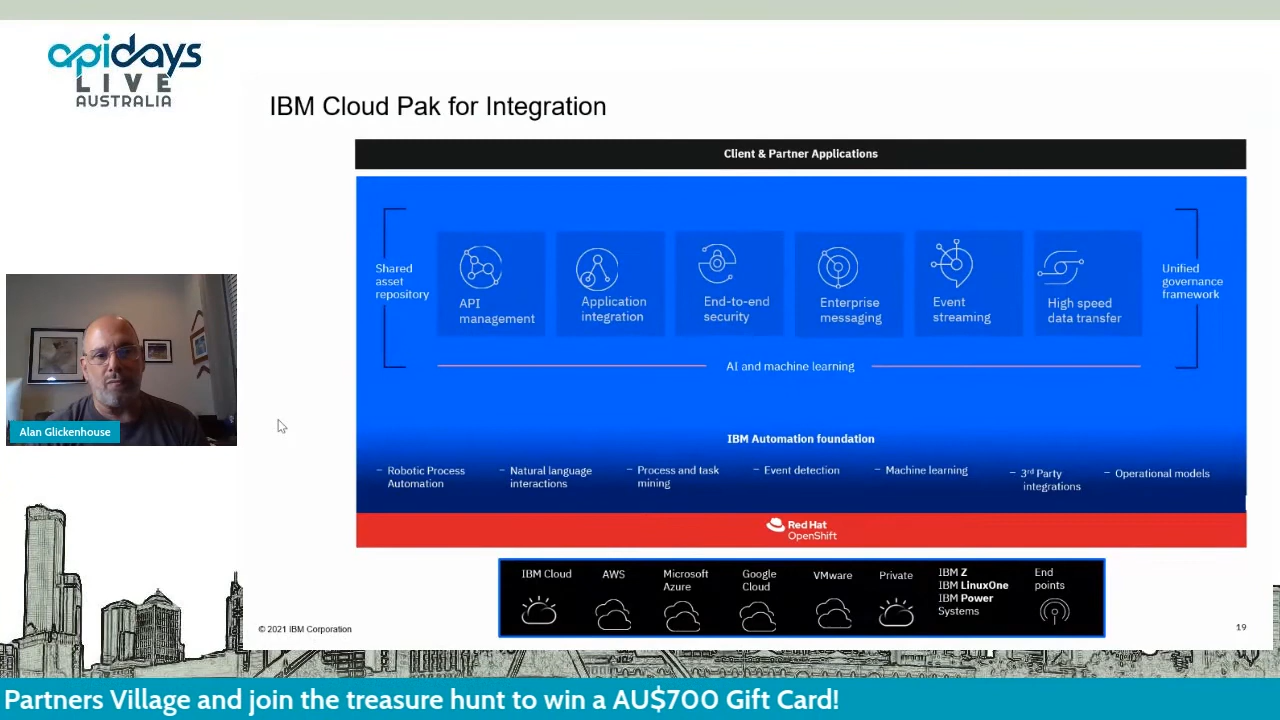 apidays
LIVE
AUSTRALIA
IBM Cloud Pak for Integration
Client & Partner Applications
Shared
asset
repository
API
management
Application
integration
End-to-end
security
Enterprise
messaging
Event
streaming
High speed
data transfer
Unified
governance
framework
AI and machine learning
Alan Glickenhouse
IBM Automation foundation
– Robotic Process
Automation
– Natural language
interactions
– Process and task
mining
– Event detection
– Machine learning
– 3rd Party
integrations
– Operational models
Red Hat
OpenShift
IBM Cloud
AWS
Microsoft
Azure
Google
Cloud
VMware
Private
IBM Z
IBM LinuxOne
IBM Power
Systems
End
points
© 2021 IBM Corporation
19
Partners Village and join the treasure hunt to win a AU$700 Gift Card!